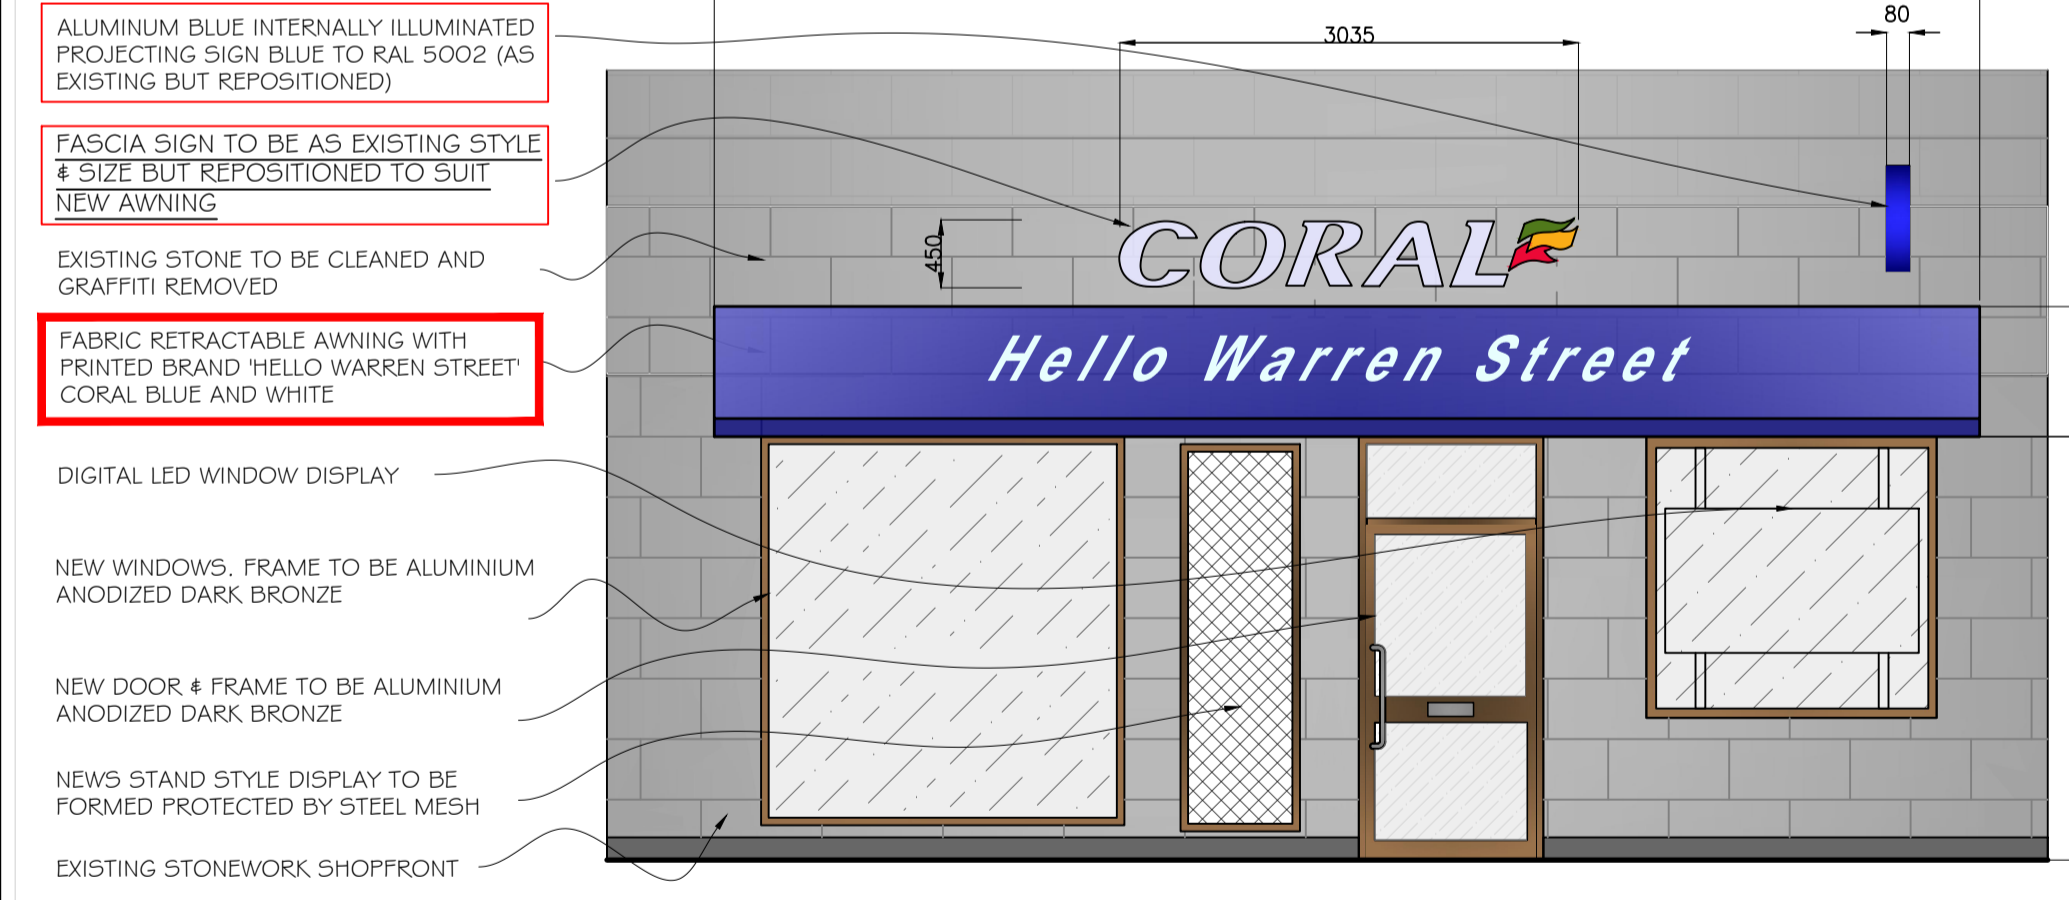 ALUMINUM BLUE INTERNALLY ILLUMINATED
PROJECTING SIGN BLUE TO RAL 5002 (AS
EXISTING BUT REPOSITIONED)
FASCIA SIGN TO BE AS EXISTING STYLE
& SIZE BUT REPOSITIONED TO SUIT
NEW AWNING
EXISTING STONE TO BE CLEANED AND
GRAFFITI REMOVED
FABRIC RETRACTABLE AWNING WITH
PRINTED BRAND 'HELLO WARREN STREET'
CORAL BLUE AND WHITE
DIGITAL LED WINDOW DISPLAY
NEW WINDOWS. FRAME TO BE ALUMINIUM
ANODIZED DARK BRONZE
NEW DOOR & FRAME TO BE ALUMINIUM
ANODIZED DARK BRONZE
NEWS STAND STYLE DISPLAY TO BE
FORMED PROTECTED BY STEEL MESH
EXISTING STONEWORK SHOPFRONT
3035
80
450
CORAL
Hello Warren Street